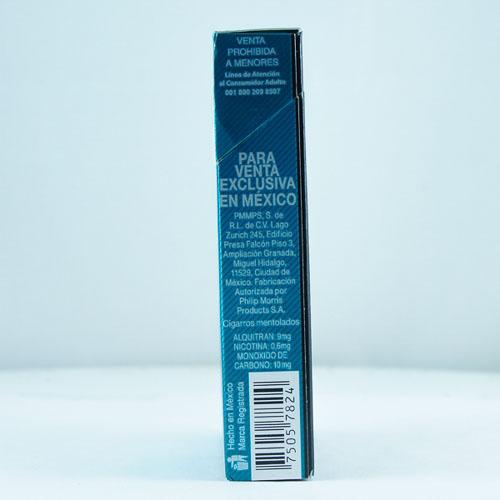 VENTA
PROHIBIDA
A MENORES
Línea de Atención
al Consumidor Adulto
001 800 209 8507
PARA
VENTA
EXCLUSIVA
EN MÉXICO
PMMPS, S. de
R.L. de C.V. Lago
Zurich 245, Edificio
Presa Falcón Piso 3,
Ampliación Granada,
Miguel Hidalgo,
11529, Ciudad de
México. Fabricación
Autorizada por
Philip Morris
Products S.A.
Cigarros mentolados
ALQUITRAN: 9mg
NICOTINA: 0,6mg
MONOXIDO DE
CARBONO: 10 mg
Hecho en México
Marca Registrada
75057824